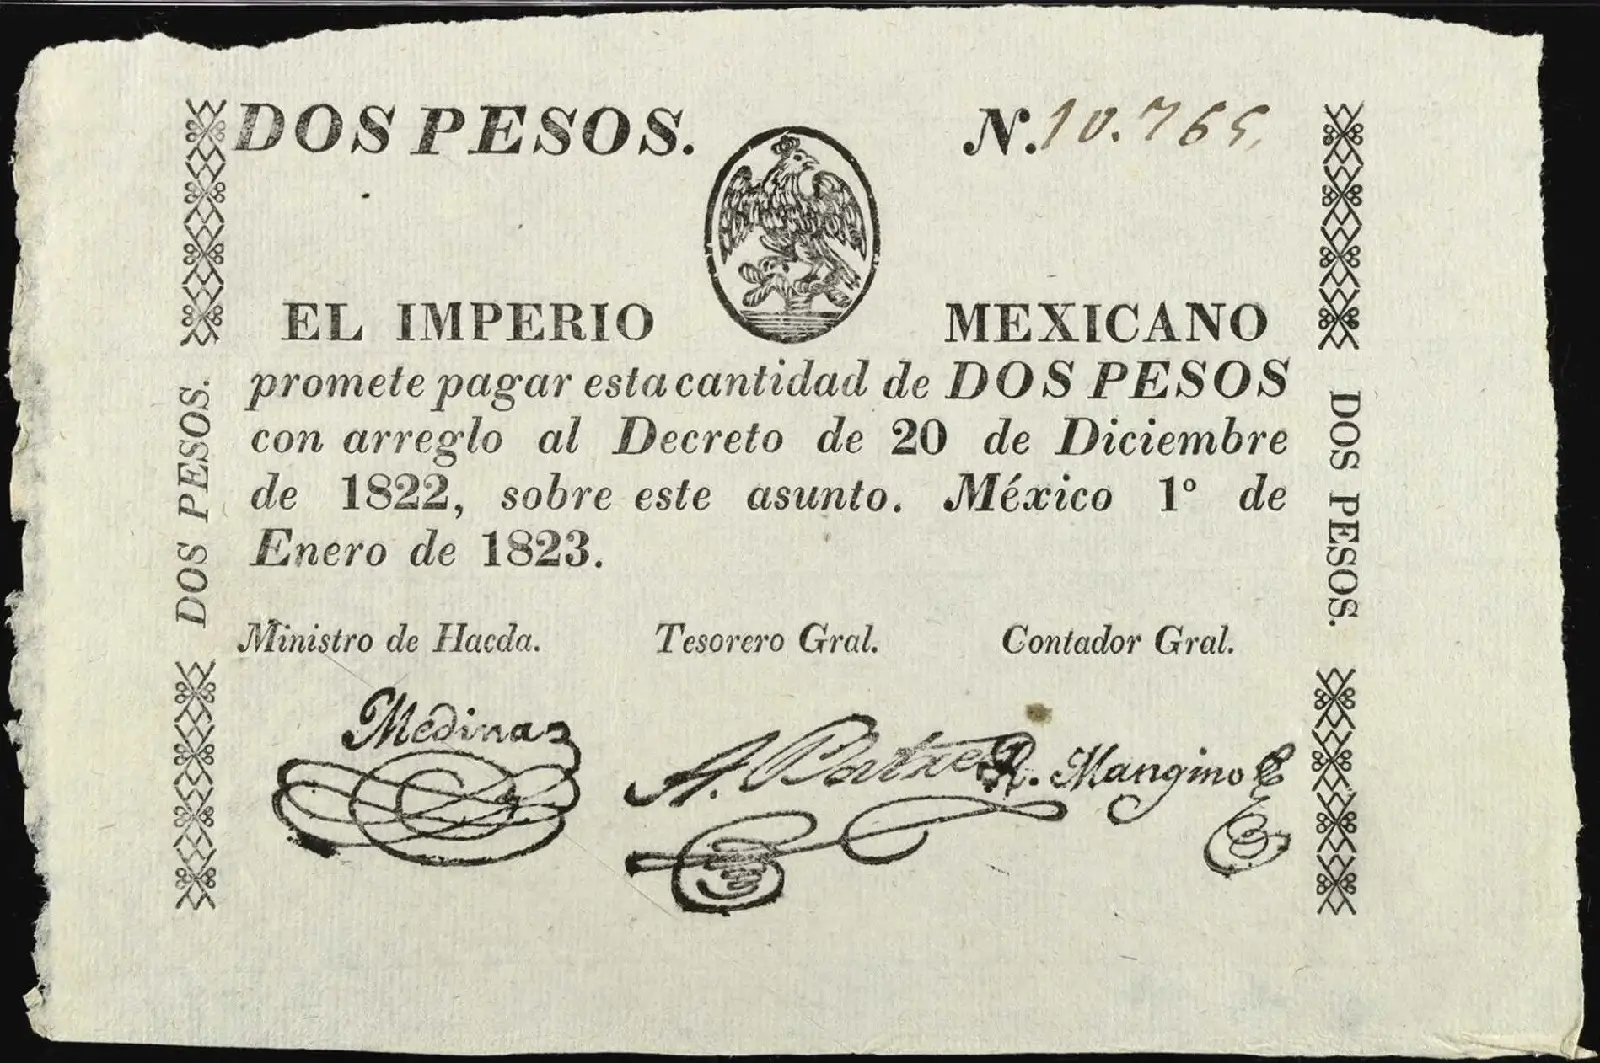 DOS PESOS. N. 10.765.
EL IMPERIO MEXICANO
promete pagar esta cantidad de DOS PESOS
con arreglo al Decreto de 20 de Diciembre
de 1822, sobre este asunto. México 1° de
Enero de 1823.
Ministro de Hacda. Tesorero Gral. Contador Gral.
Medina
A. Batres R. Mangino
DOS PESOS.
DOS PESOS.